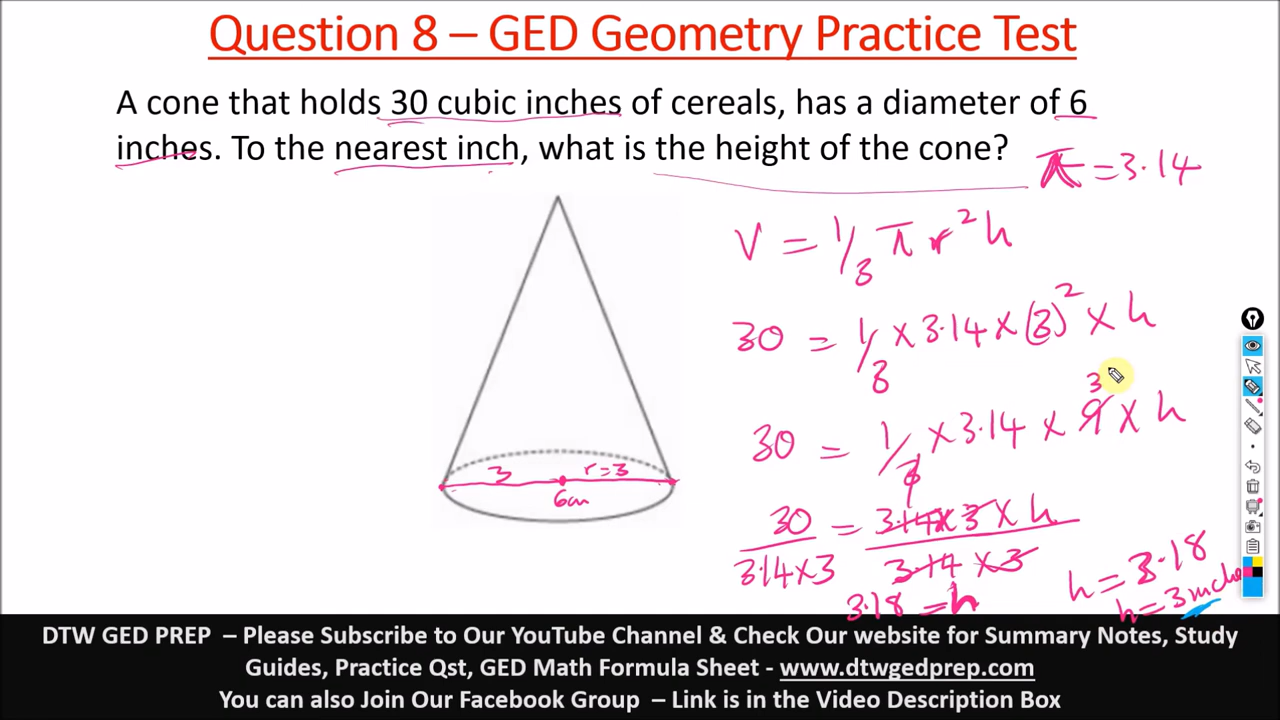 Question 8 – GED Geometry Practice Test
A cone that holds 30 cubic inches of cereals, has a diameter of 6
inches. To the nearest inch, what is the height of the cone?
π = 3.14
V = 1/3 π r² h
30 = 1/3 × 3.14 × (3)² × h
3
30 = 1/3 × 3.14 × 9 × h
1
3 r=3
6cm
30 = 3.14 × 3 × h
3.14×3 3.14 × 3
3.18 = h
h = 3.18
h = 3 inche
DTW GED PREP – Please Subscribe to Our YouTube Channel & Check Our website for Summary Notes, Study
Guides, Practice Qst, GED Math Formula Sheet - www.dtwgedprep.com
You can also Join Our Facebook Group – Link is in the Video Description Box